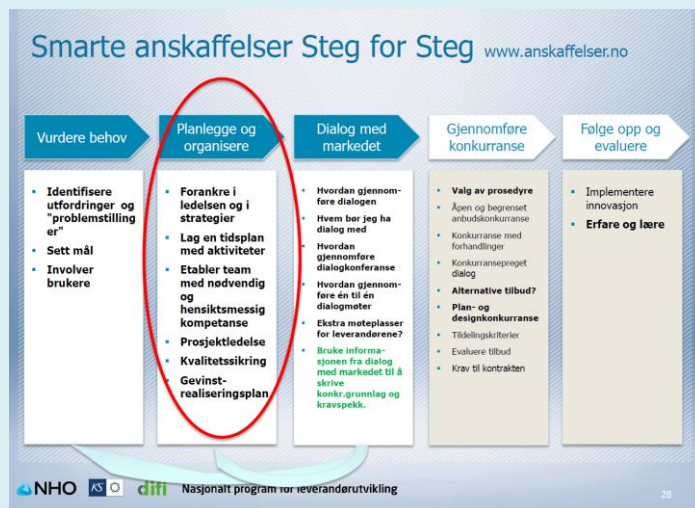 Smarte anskaffelser Steg for Steg www.anskaffelser.no
Vurdere behov
Identifisere
utfordringer og
"problemstilling
er"
Sett mål
Involver
brukere
Planlegge og
organisere
Forankre i
ledelsen og i
strategier
Lag en tidsplan
med aktiviteter
Etabler team
med nødvendig
og
hensiktsmessig
kompetanse
Prosjektledelse
Kvalitetssikring
Gevinst-
realiseringsplan
Dialog med
markedet
Hvordan gjennom-
føre dialogen
Hvem bør jeg ha
dialog med
Hvordan
gjennomføre
dialogkonferanse
Hvordan gjennom-
føre én til én
dialogmøter
Ekstra møteplasser
for leverandørene?
Bruke informa-
sjonen fra dialog
med markedet til å
skrive
konkr.grunnlag og
kravspekk.
Gjennomføre
konkurranse
Valg av prosedyre
Åpen og begrenset
anbudskonkurranse
Konkurranse med
forhandlinger
Konkurransepreget
dialog
Alternative tilbud?
Plan- og
designkonkurranse
Tildelingskriterier
Evaluere tilbud
Krav til kontrakten
Følge opp og
evaluere
Implementere
innovasjon
Erfare og lære
NHO KS difi Nasjonalt program for leverandørutvikling
28